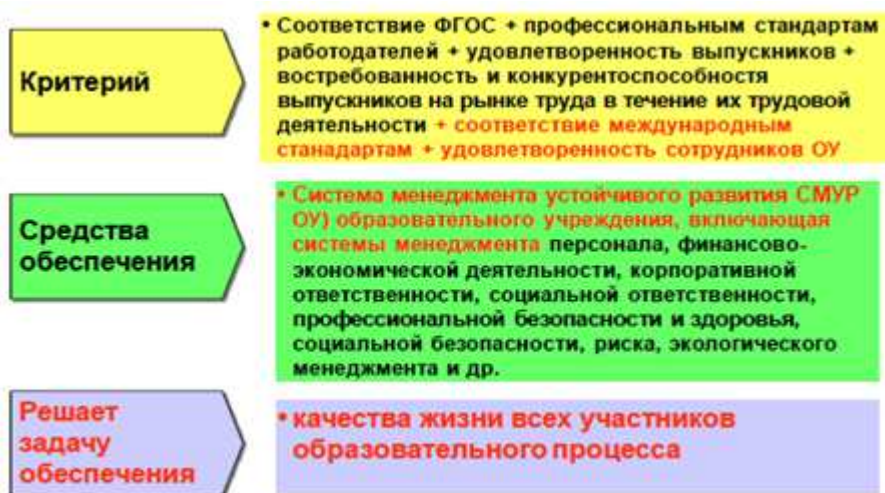 Критерий
• Соответствие ФГОС + профессиональным стандартам
работодателей + удовлетворенность выпускников +
востребованность и конкурентоспособностя
выпускников на рынке труда в течение их трудовой
деятельности + соответствие международным
станадартам + удовлетворенность сотрудников ОУ
Средства
обеспечения
• Система менеджмента устойчивого развития СМУР
ОУ) образовательного учреждения, включающая
системы менеджмента персонала, финансово-
экономической деятельности, корпоративной
ответственности, социальной ответственности,
профессиональной безопасности и здоровья,
социальной безопасности, риска, экологического
менеджмента и др.
Решает
задачу
обеспечения
• качества жизни всех участников
образовательного процесса